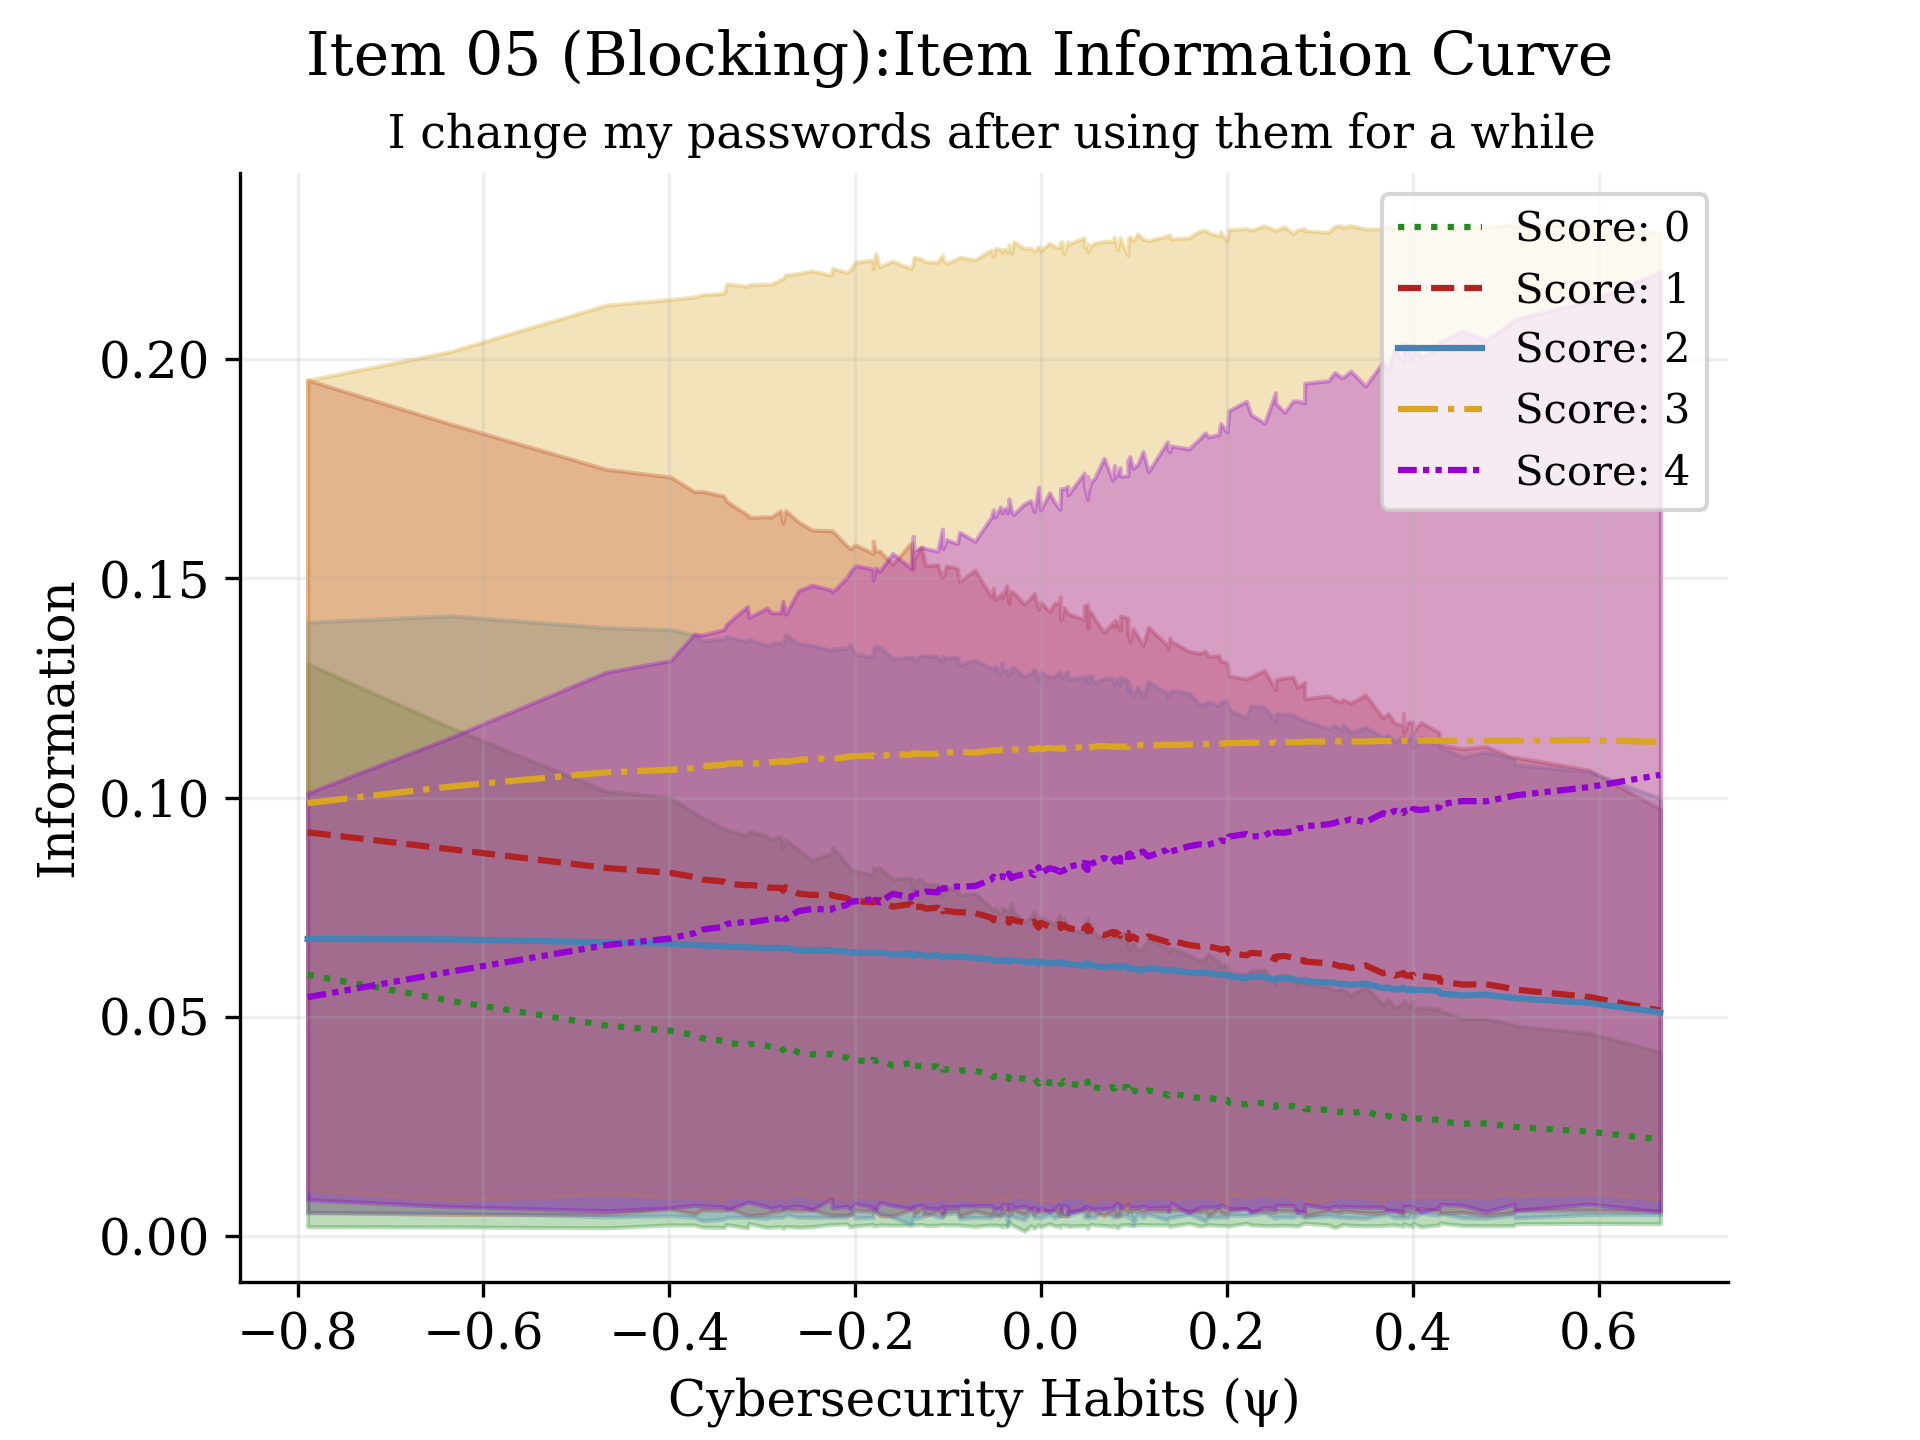 Item 05 (Blocking):Item Information Curve
I change my passwords after using them for a while
Score: 0
Score: 1
Score: 2
Score: 3
Score: 4
Information
0.20
0.15
0.10
0.05
0.00
−0.8 −0.6 −0.4 −0.2 0.0 0.2 0.4 0.6
Cybersecurity Habits (ψ)